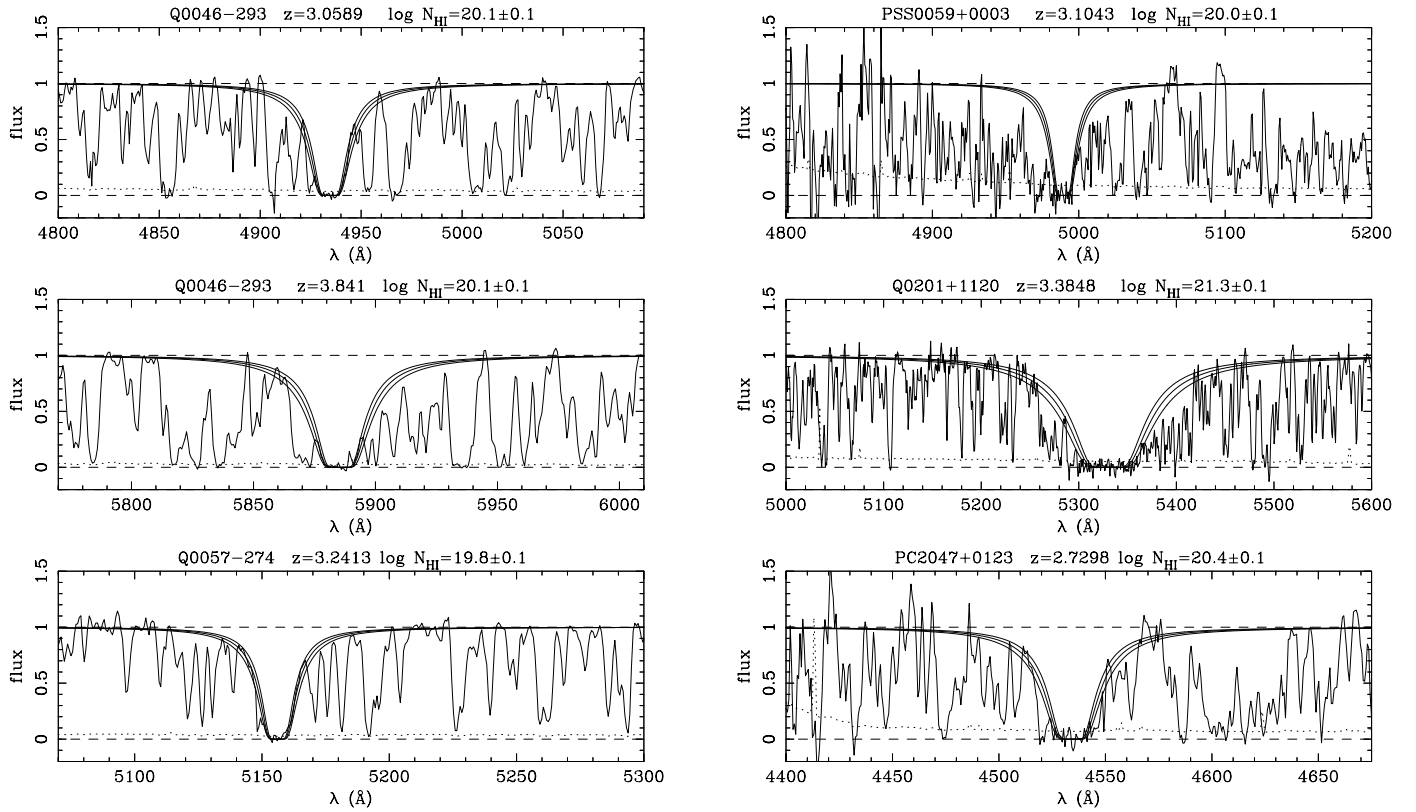 Q0046−293 z=3.0589 log N_HI=20.1±0.1
1.5
1
0.5
0
flux
4800 4850 4900 4950 5000 5050
λ (Å)
PSS0059+0003 z=3.1043 log N_HI=20.0±0.1
1.5
1
0.5
0
flux
4800 4900 5000 5100 5200
λ (Å)
Q0046−293 z=3.841 log N_HI=20.1±0.1
1.5
1
0.5
0
flux
5800 5850 5900 5950 6000
λ (Å)
Q0201+1120 z=3.3848 log N_HI=21.3±0.1
1.5
1
0.5
0
flux
5000 5100 5200 5300 5400 5500 5600
λ (Å)
Q0057−274 z=3.2413 log N_HI=19.8±0.1
1.5
1
0.5
0
flux
5100 5150 5200 5250 5300
λ (Å)
PC2047+0123 z=2.7298 log N_HI=20.4±0.1
1.5
1
0.5
0
flux
4400 4450 4500 4550 4600 4650
λ (Å)